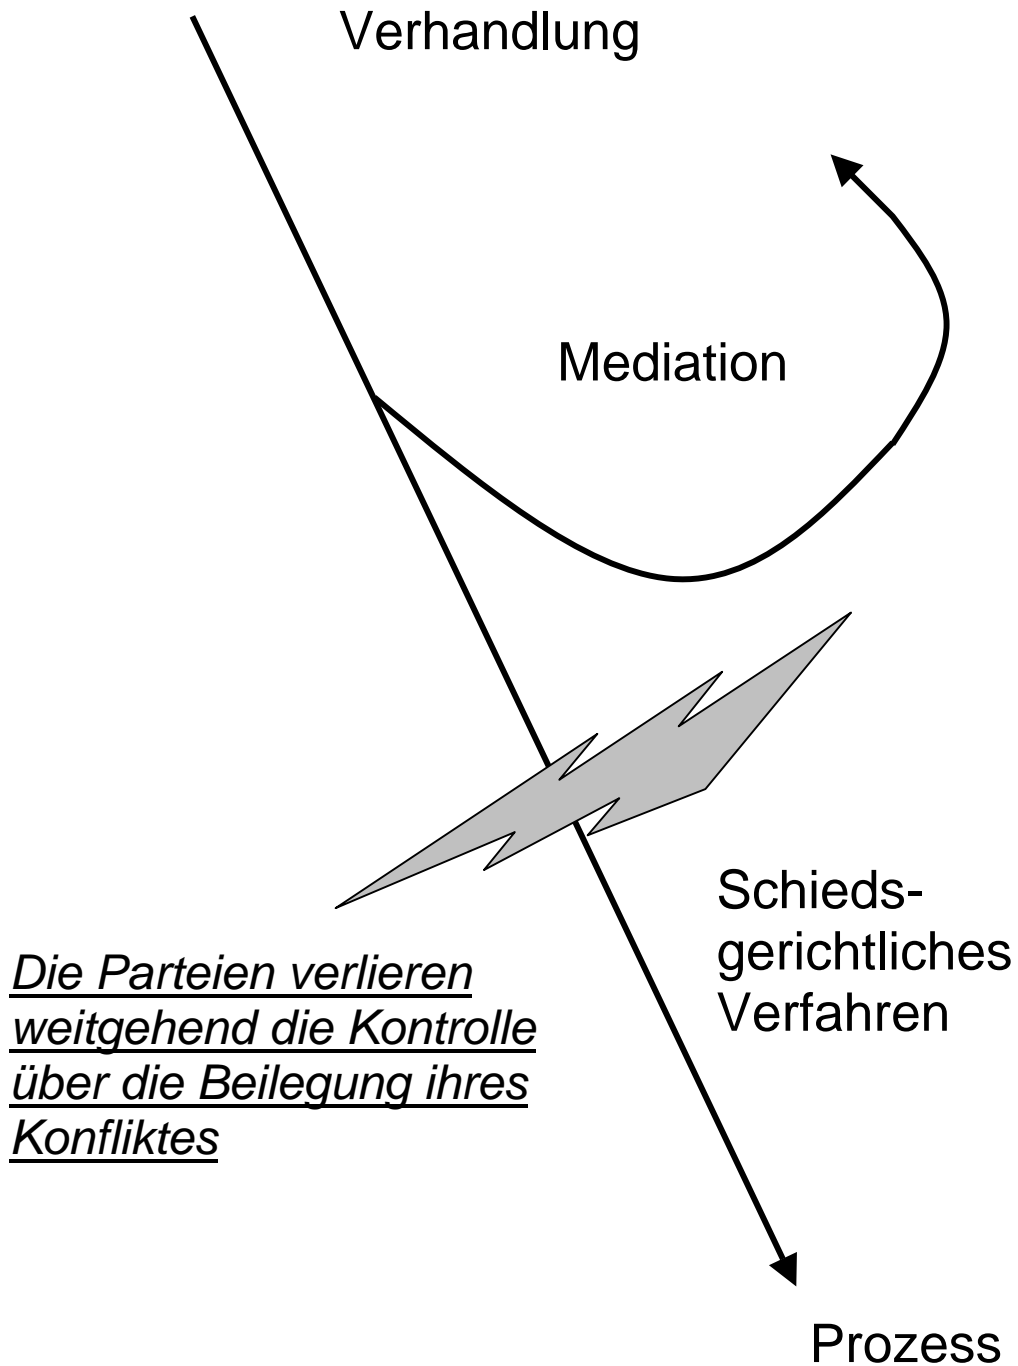 Verhandlung
Mediation
Schieds-
gerichtliches
Verfahren
Die Parteien verlieren
weitgehend die Kontrolle
über die Beilegung ihres
Konfliktes
Prozess